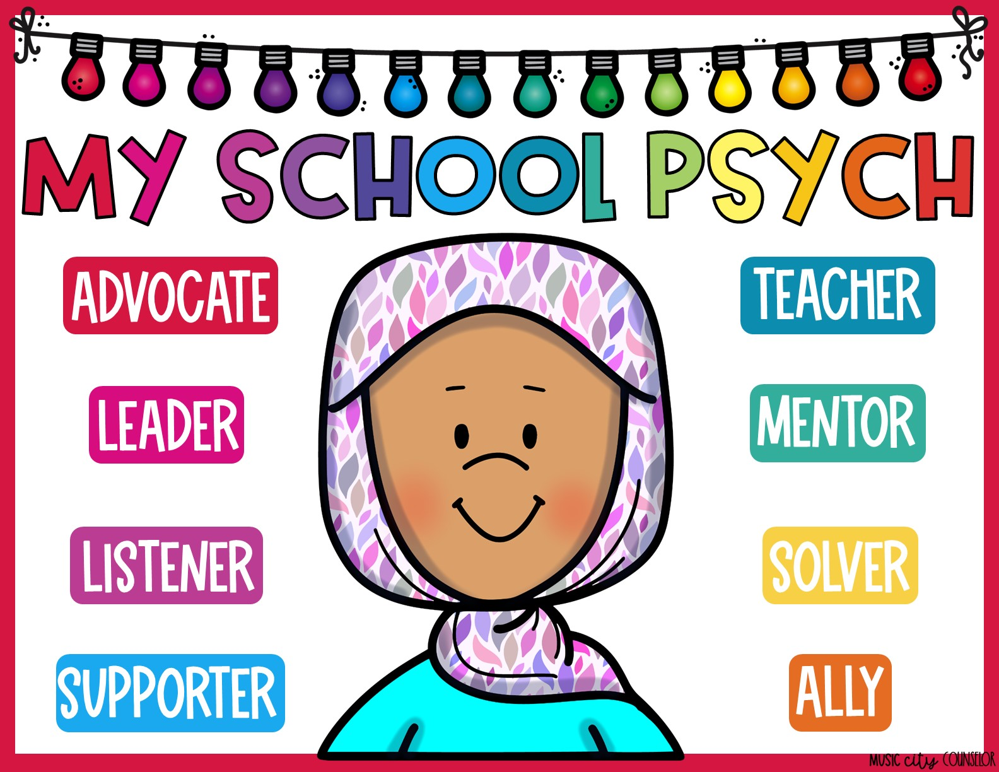 MY SCHOOL PSYCH
ADVOCATE
TEACHER
LEADER
MENTOR
LISTENER
SOLVER
SUPPORTER
ALLY
MUSIC city COUNSELOR